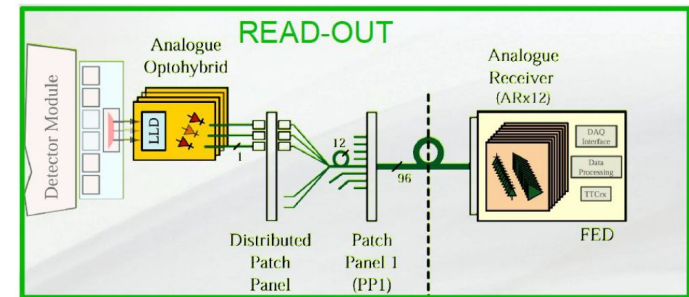 READ-OUT
Analogue
Optohybrid
Detector Module
LLD
1
Distributed
Patch
Panel
12
Patch
Panel 1
(PP1)
96
Analogue
Receiver
(ARx12)
DAQ
Interface
Data
Processing
TTCrx
FED